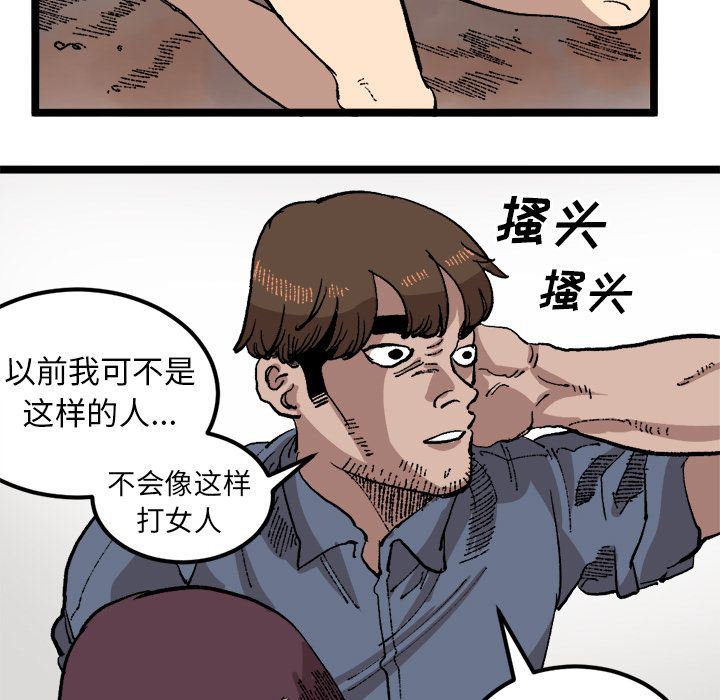 搔头
搔头
以前我可不是
这样的人...
不会像这样
打女人